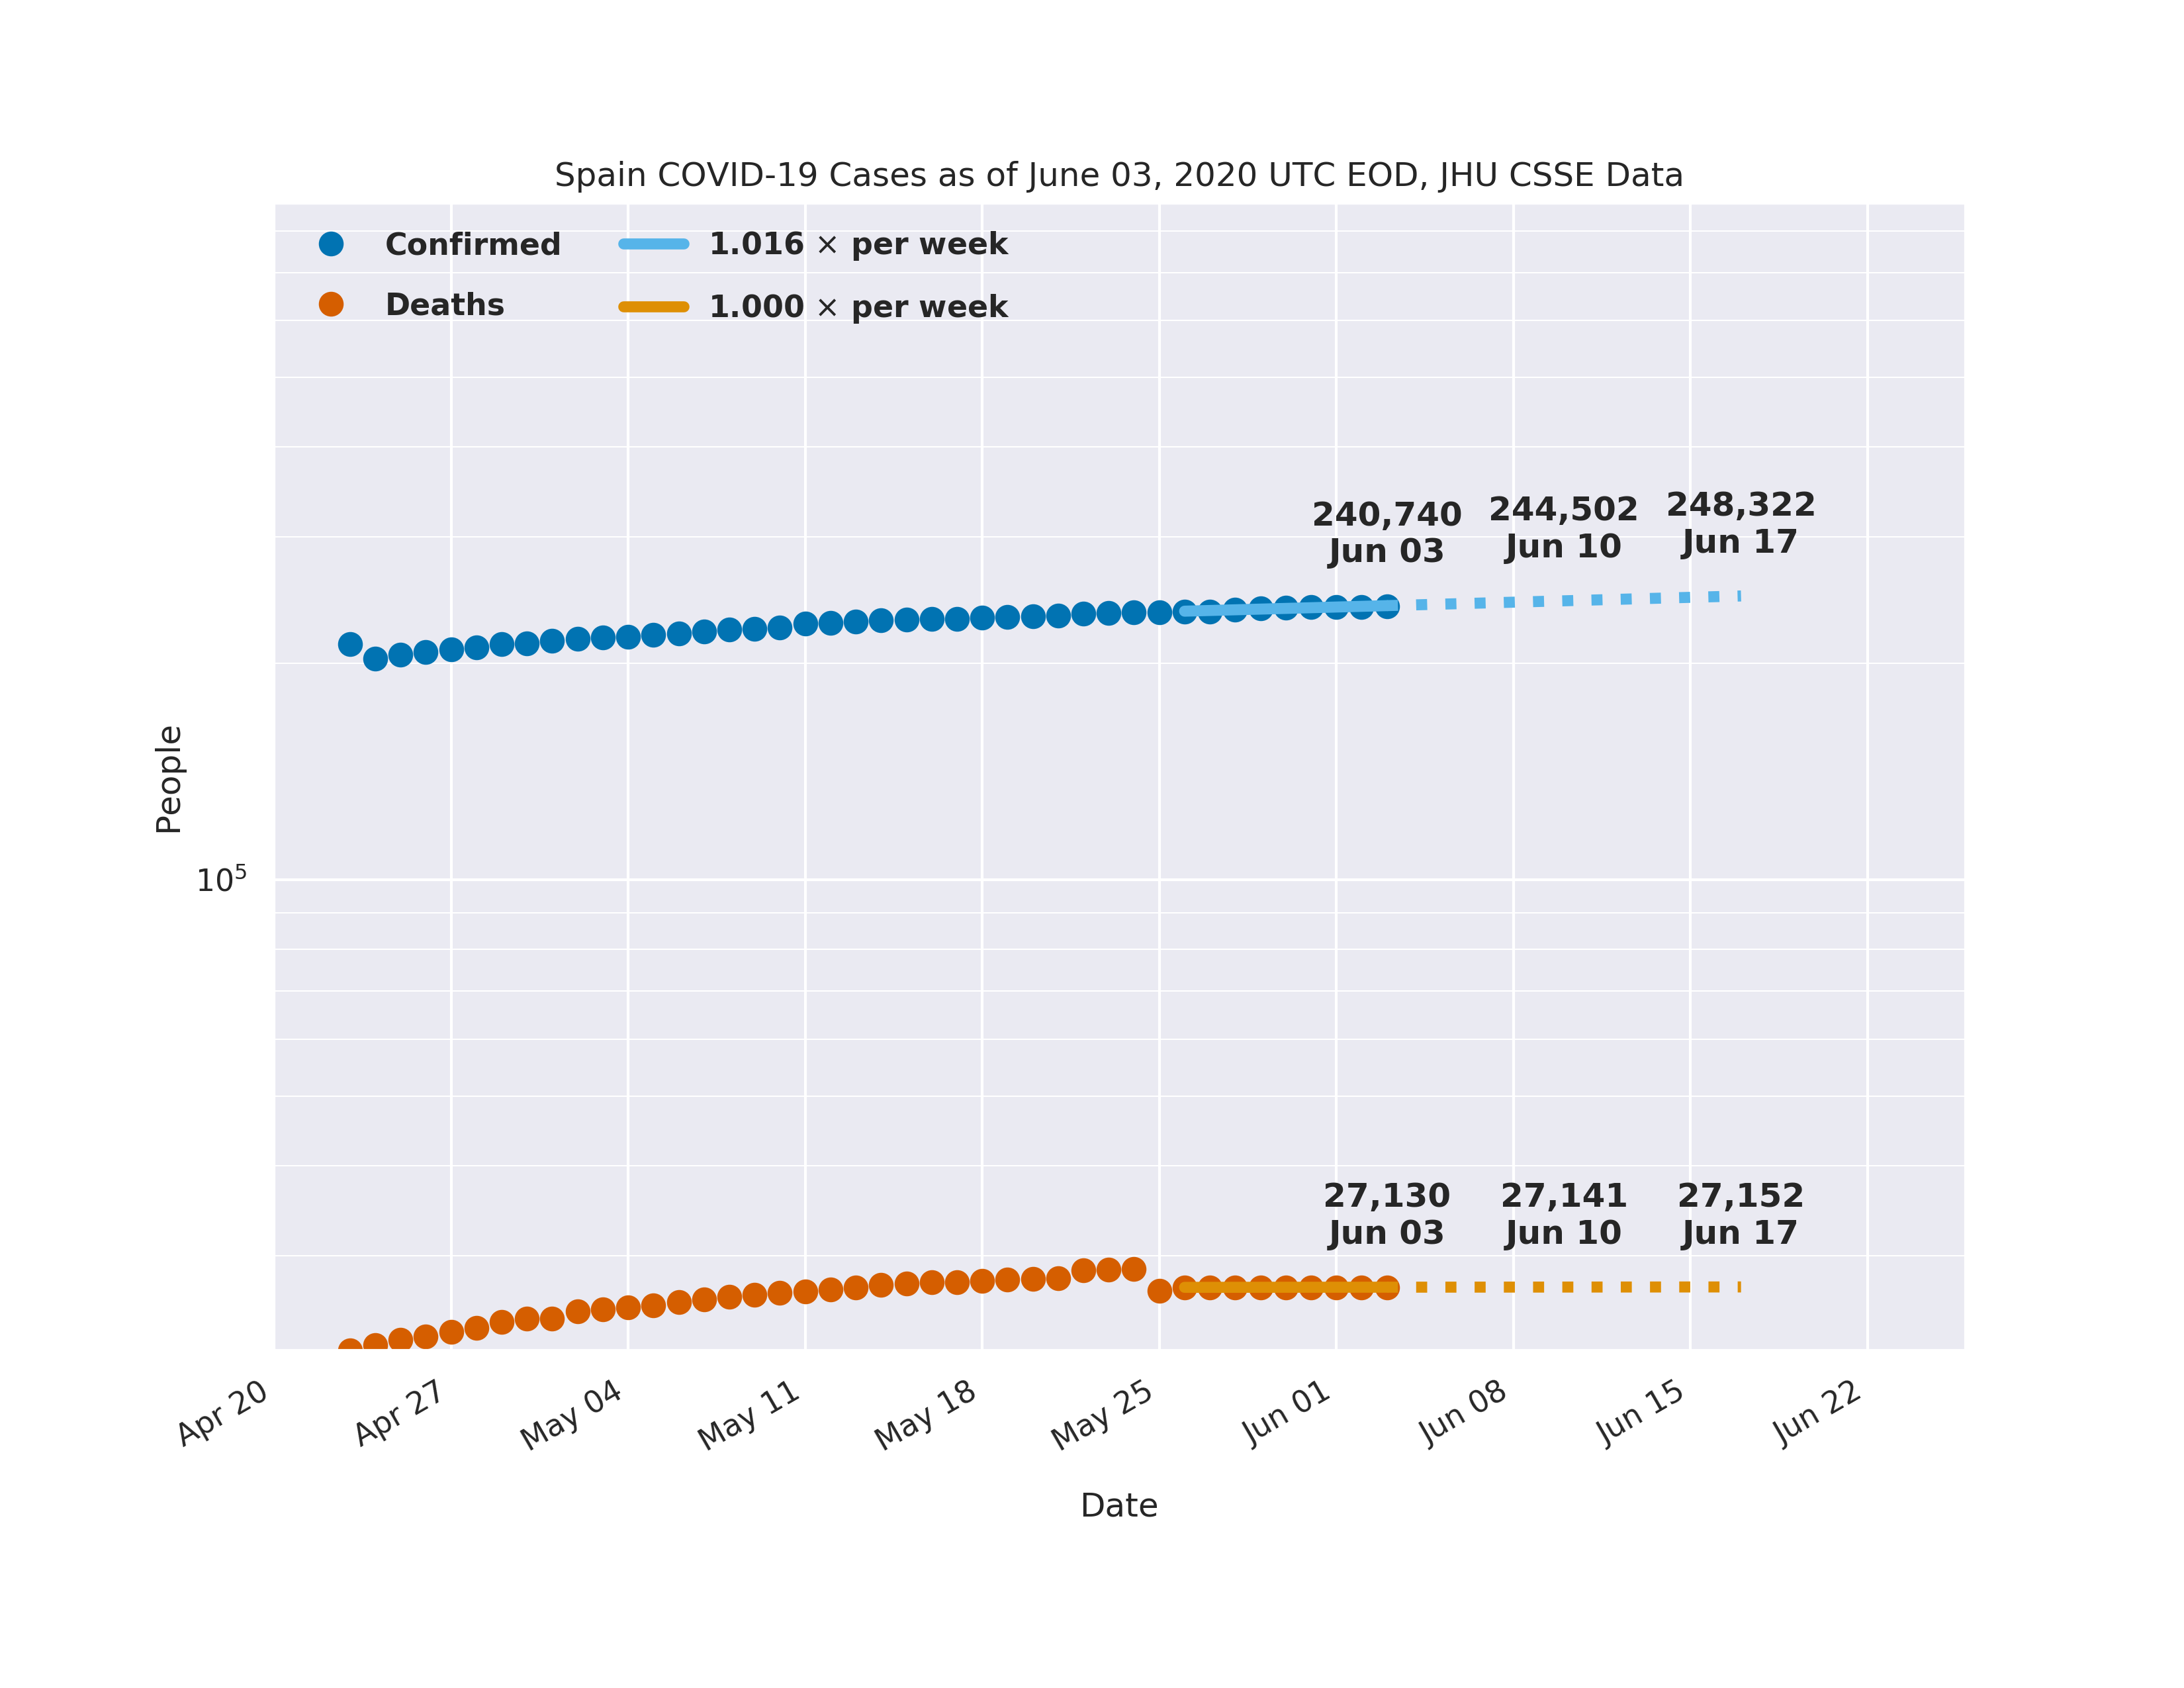 Spain COVID-19 Cases as of June 03, 2020 UTC EOD, JHU CSSE Data
Confirmed
Deaths
1.016 × per week
1.000 × per week
240,740
Jun 03
244,502
Jun 10
248,322
Jun 17
People
10⁵
27,130
Jun 03
27,141
Jun 10
27,152
Jun 17
Apr 20
Apr 27
May 04
May 11
May 18
May 25
Jun 01
Jun 08
Jun 15
Jun 22
Date